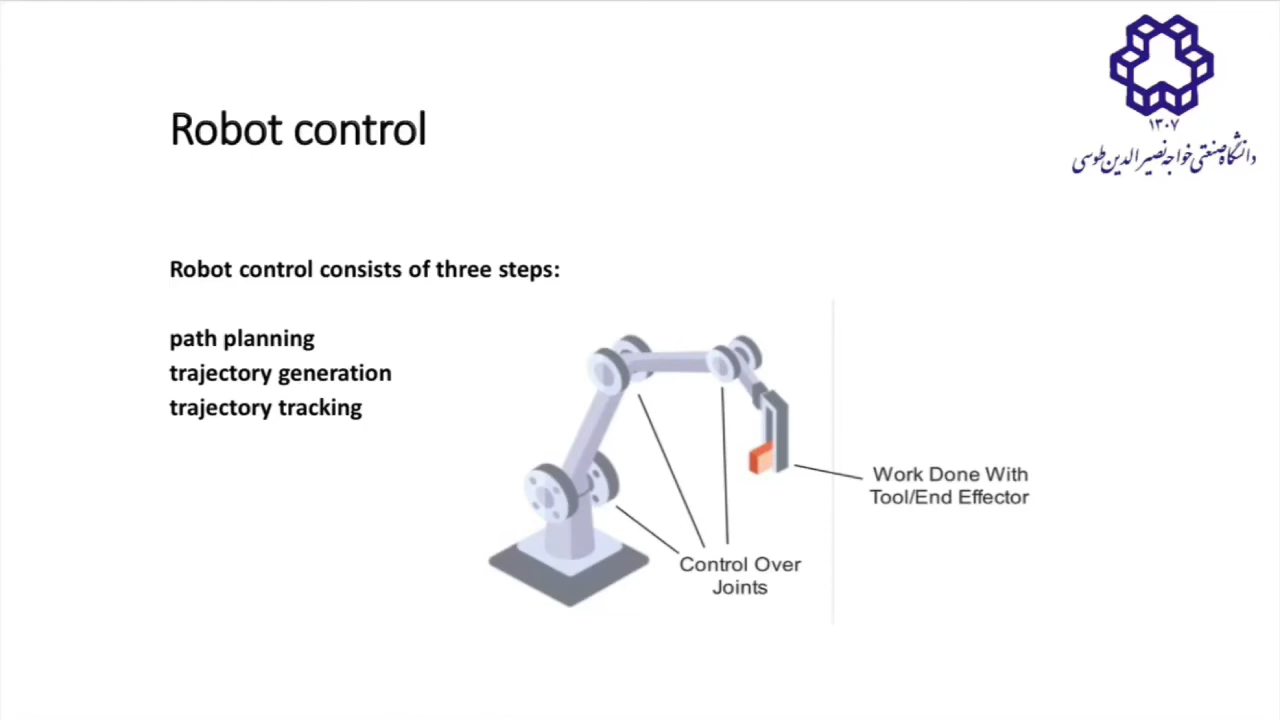 ۱۳۰۷
دانشگاه صنعتی خواجه نصیرالدین طوسی
Robot control
Robot control consists of three steps:
path planning
trajectory generation
trajectory tracking
Work Done With
Tool/End Effector
Control Over
Joints